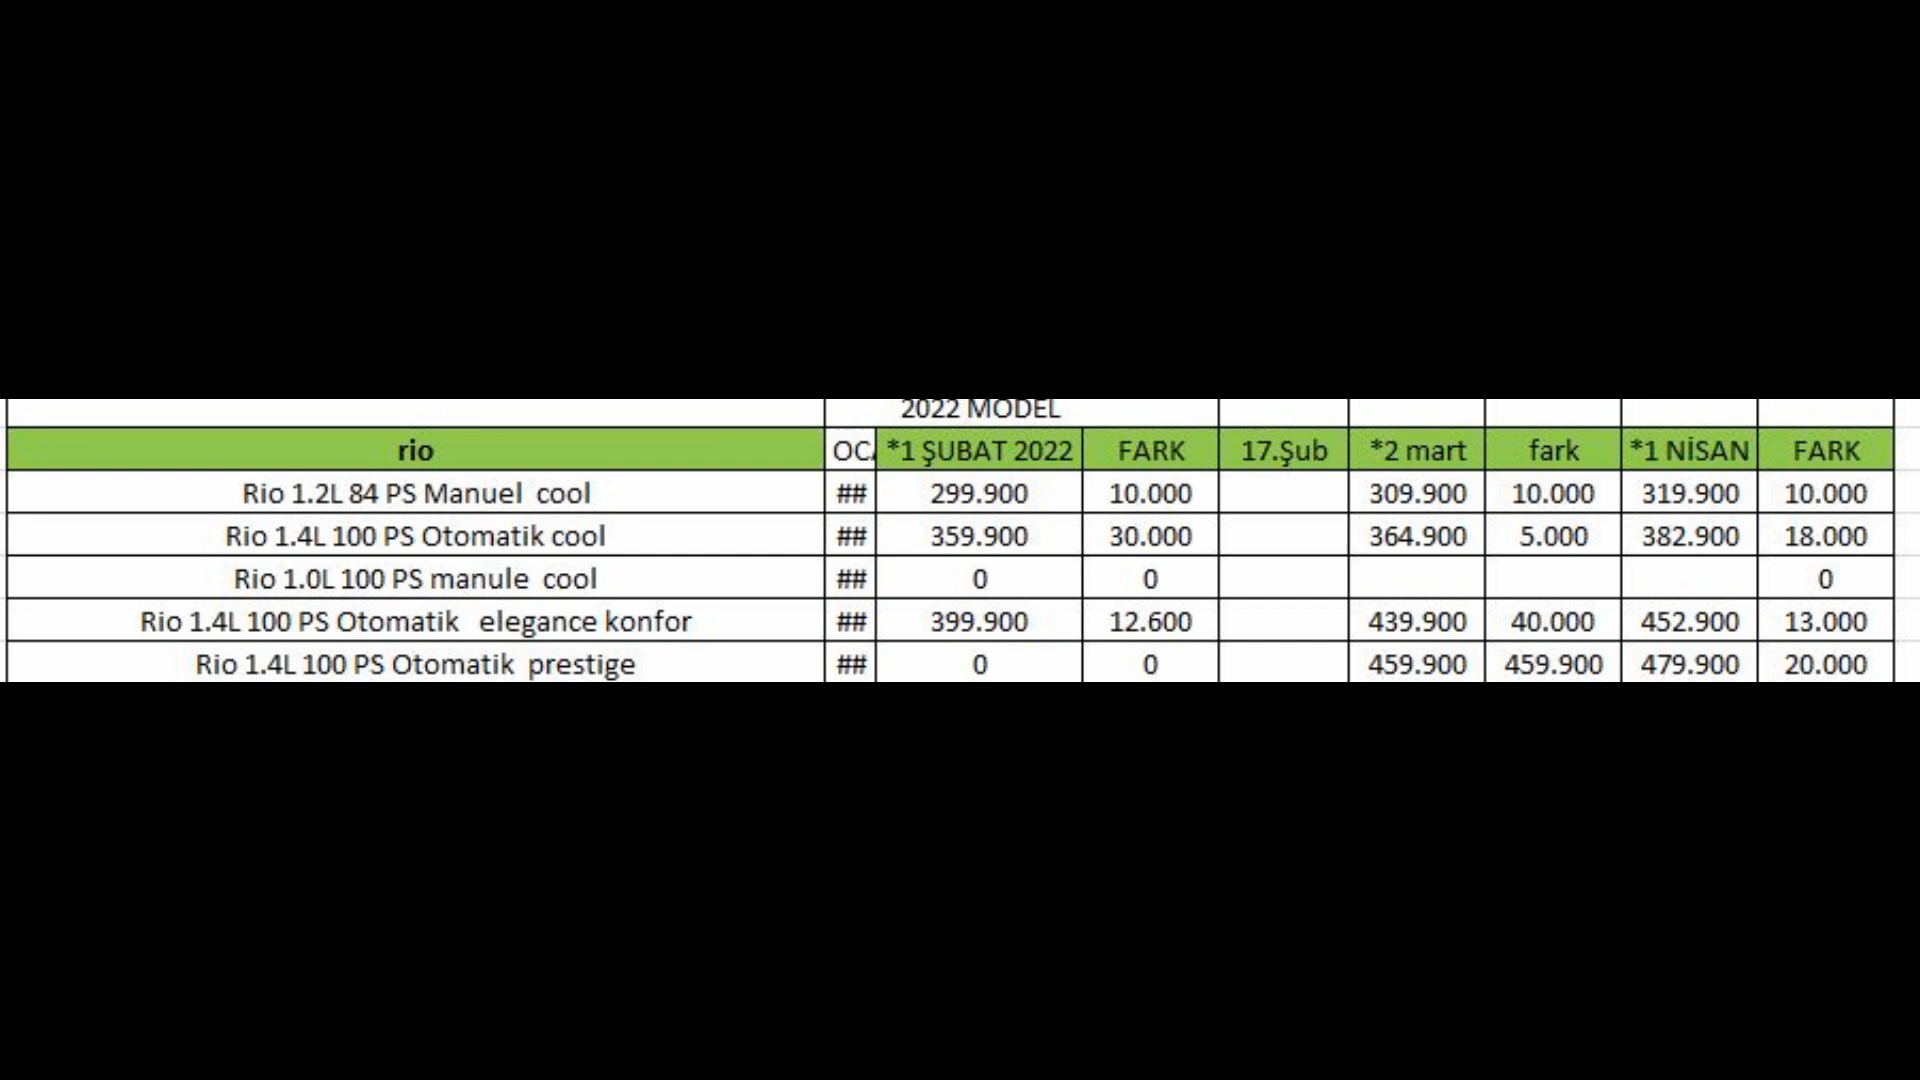 2022 MODEL
rio OCA *1 ŞUBAT 2022 FARK 17.Şub *2 mart fark *1 NİSAN FARK
Rio 1.2L 84 PS Manuel cool ## 299.900 10.000 309.900 10.000 319.900 10.000
Rio 1.4L 100 PS Otomatik cool ## 359.900 30.000 364.900 5.000 382.900 18.000
Rio 1.0L 100 PS manule cool ## 0 0 0
Rio 1.4L 100 PS Otomatik elegance konfor ## 399.900 12.600 439.900 40.000 452.900 13.000
Rio 1.4L 100 PS Otomatik prestige ## 0 0 459.900 459.900 479.900 20.000